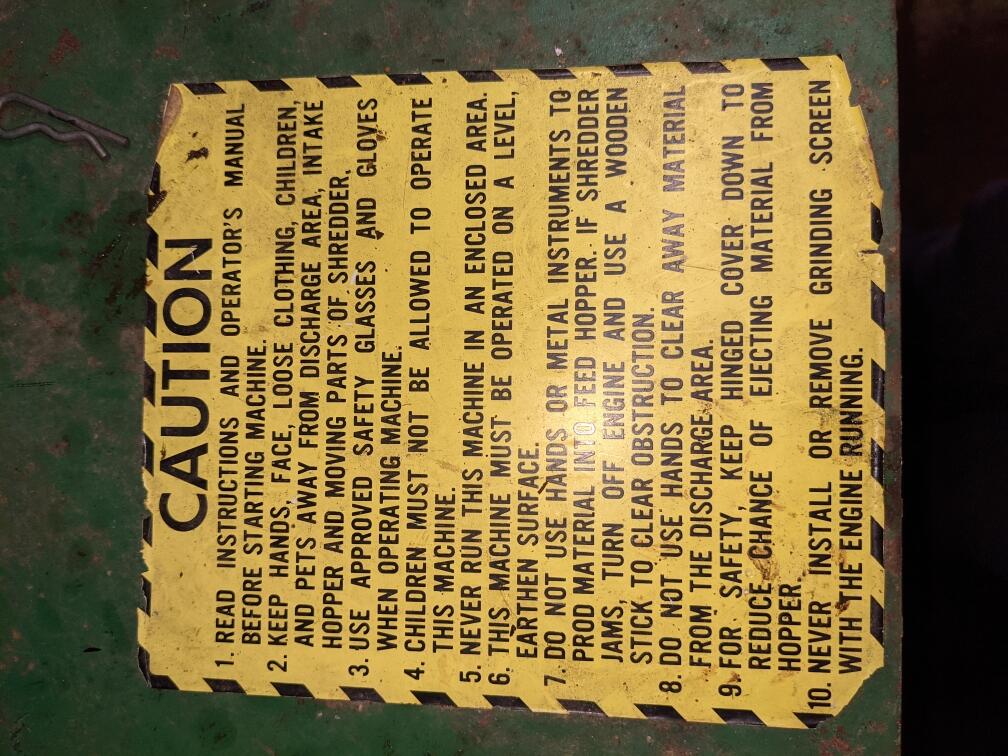 CAUTION
1. READ INSTRUCTIONS AND OPERATOR'S MANUAL
BEFORE STARTING MACHINE.
2. KEEP HANDS, FACE, LOOSE CLOTHING, CHILDREN,
AND PETS AWAY FROM DISCHARGE AREA, INTAKE
HOPPER AND MOVING PARTS OF SHREDDER.
3. USE APPROVED SAFETY GLASSES AND GLOVES
WHEN OPERATING MACHINE.
4. CHILDREN MUST NOT BE ALLOWED TO OPERATE
THIS MACHINE.
5. NEVER RUN THIS MACHINE IN AN ENCLOSED AREA.
6. THIS MACHINE MUST BE OPERATED ON A LEVEL,
EARTHEN SURFACE.
7. DO NOT USE HANDS OR METAL INSTRUMENTS TO
PROD MATERIAL INTO FEED HOPPER. IF SHREDDER
JAMS, TURN OFF ENGINE AND USE A WOODEN
STICK TO CLEAR OBSTRUCTION.
8. DO NOT USE HANDS TO CLEAR AWAY MATERIAL
FROM THE DISCHARGE AREA.
9. FOR SAFETY, KEEP HINGED COVER DOWN TO
REDUCE CHANCE OF EJECTING MATERIAL FROM
HOPPER.
10. NEVER INSTALL OR REMOVE GRINDING SCREEN
WITH THE ENGINE RUNNING.